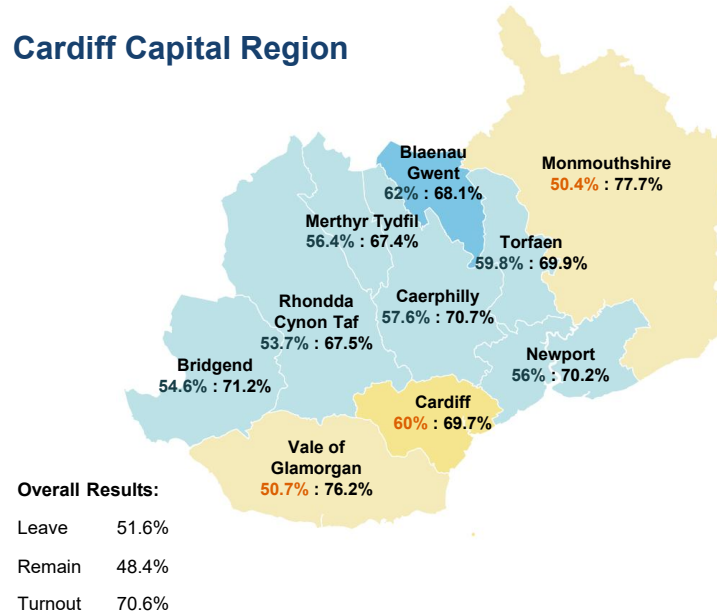 Cardiff Capital Region
Blaenau
Gwent
62% : 68.1%
Monmouthshire
50.4% : 77.7%
Merthyr Tydfil
56.4% : 67.4%
Torfaen
59.8% : 69.9%
Rhondda
Cynon Taf
53.7% : 67.5%
Caerphilly
57.6% : 70.7%
Bridgend
54.6% : 71.2%
Newport
56% : 70.2%
Cardiff
60% : 69.7%
Vale of
Glamorgan
50.7% : 76.2%
Overall Results:
Leave 51.6%
Remain 48.4%
Turnout 70.6%